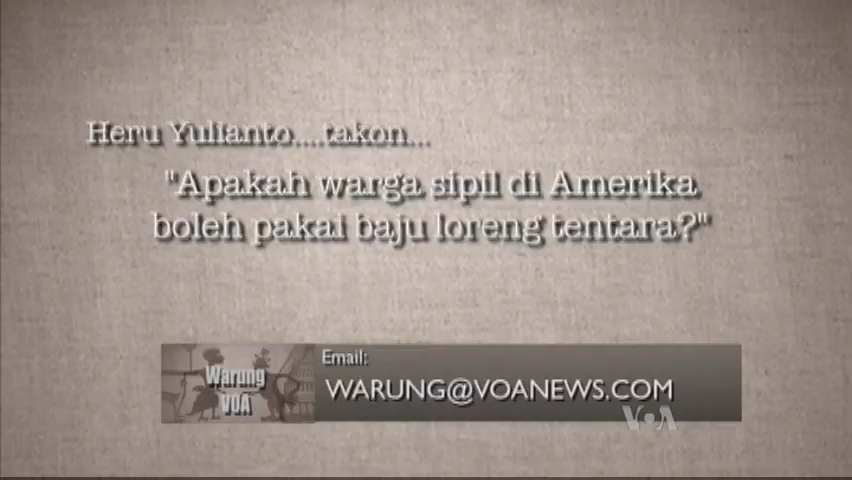 Heru Yulianto....takon...
"Apakah warga sipil di Amerika
boleh pakai baju loreng tentara?"
Warung
VOA
Email:
WARUNG@VOANEWS.COM
VOA